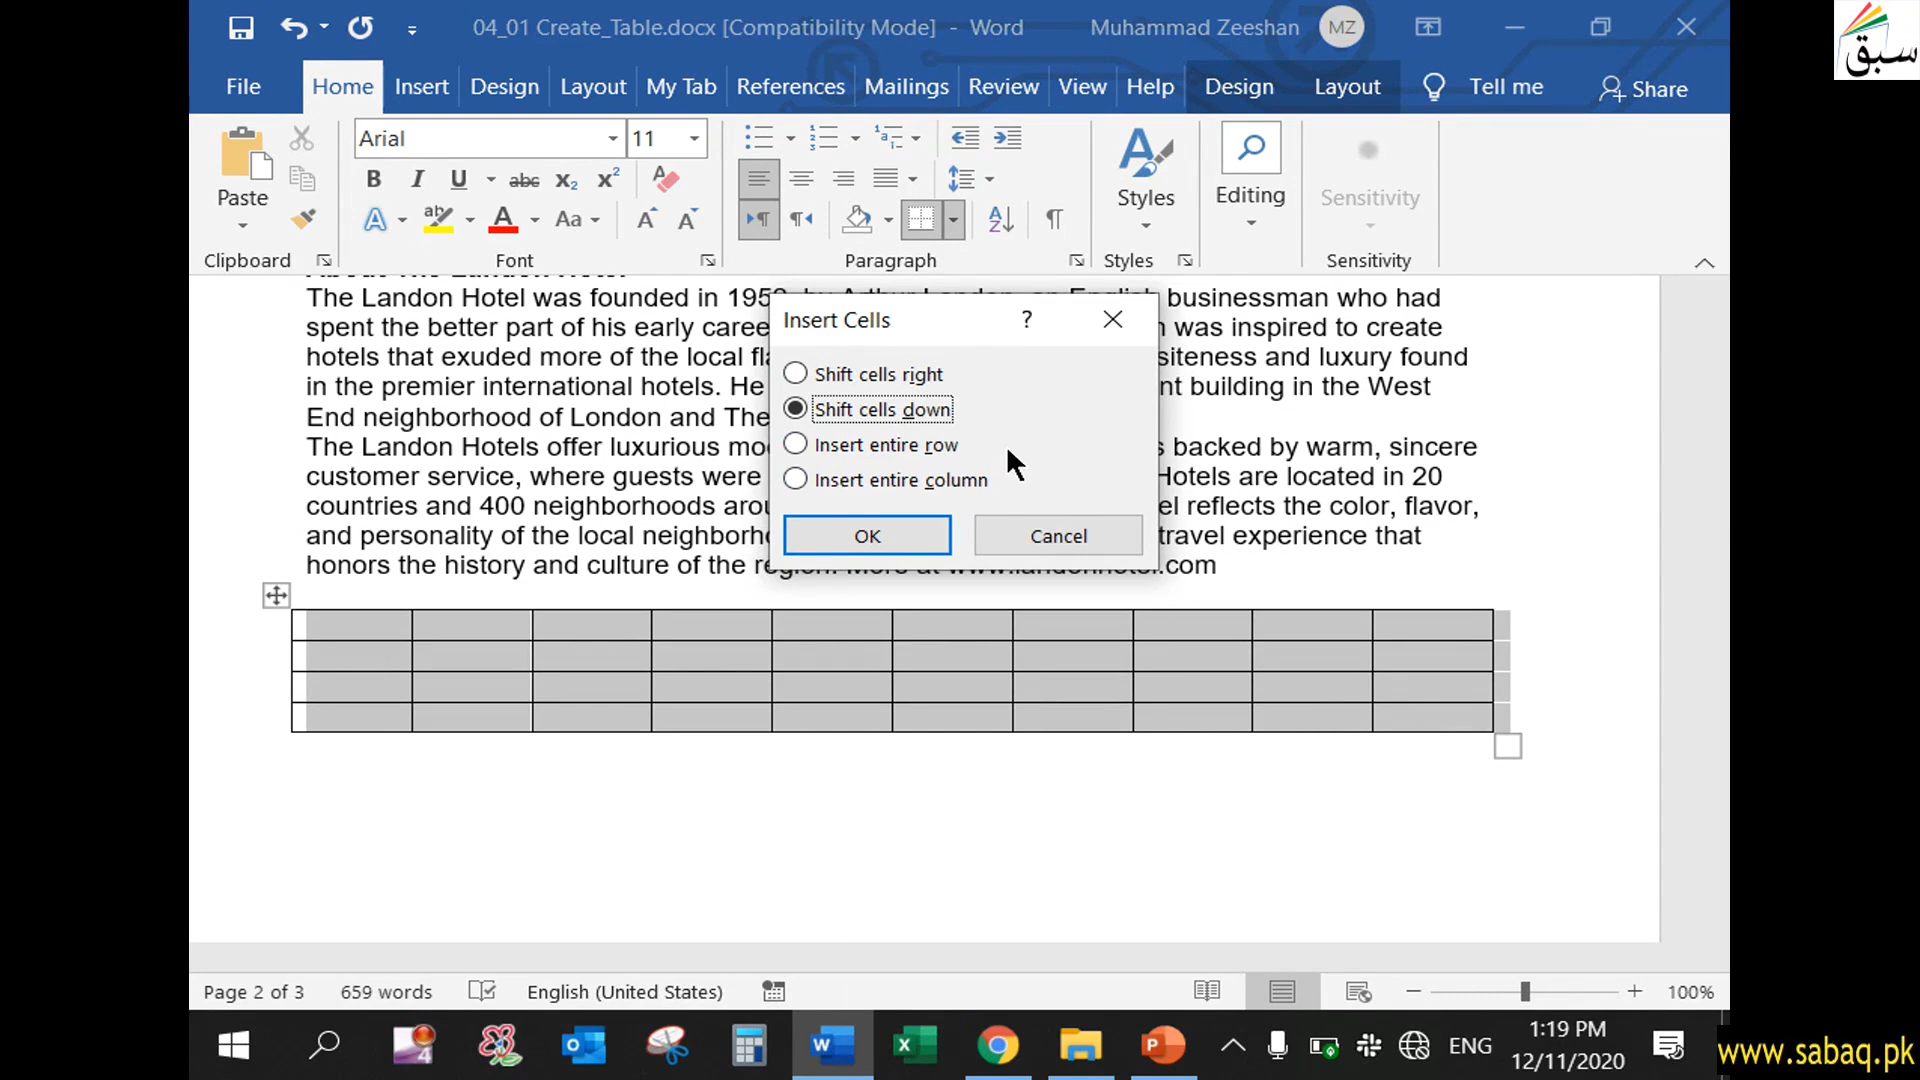 04_01 Create_Table.docx [Compatibility Mode] - Word
Muhammad Zeeshan
MZ
سبق
File
Home
Insert
Design
Layout
My Tab
References
Mailings
Review
View
Help
Design
Layout
Tell me
Share
Arial
11
Paste
Styles
Editing
Sensitivity
Clipboard
Font
Paragraph
Styles
Sensitivity
The Landon Hotel was founded in 195 businessman who had
spent the better part of his early caree was inspired to create
hotels that exuded more of the local siteness and luxury found
in the premier international hotels. He nt building in the West
End neighborhood of London and The
The Landon Hotels offer luxurious mo s backed by warm, sincere
customer service, where guests were Hotels are located in 20
countries and 400 neighborhoods arou el reflects the color, flavor,
and personality of the local neighborh travel experience that
honors the history and culture of the com
Insert Cells
?
Shift cells right
Shift cells down
Insert entire row
Insert entire column
OK
Cancel
Page 2 of 3
659 words
English (United States)
100%
ENG
1:19 PM
12/11/2020
www.sabaq.pk